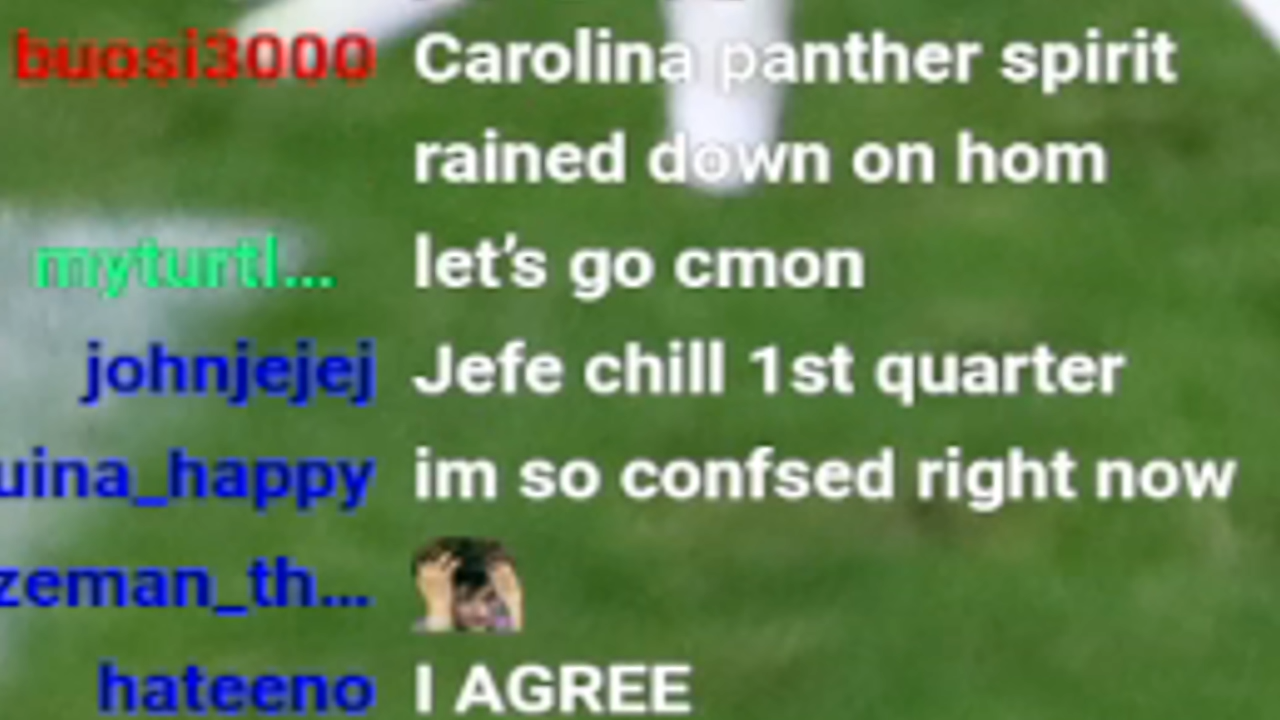 buosi3000 Carolina panther spirit
rained down on hom
myturtl... let’s go cmon
johnjejej Jefe chill 1st quarter
uina_happy im so confsed right now
zeman_th...
hateeno I AGREE